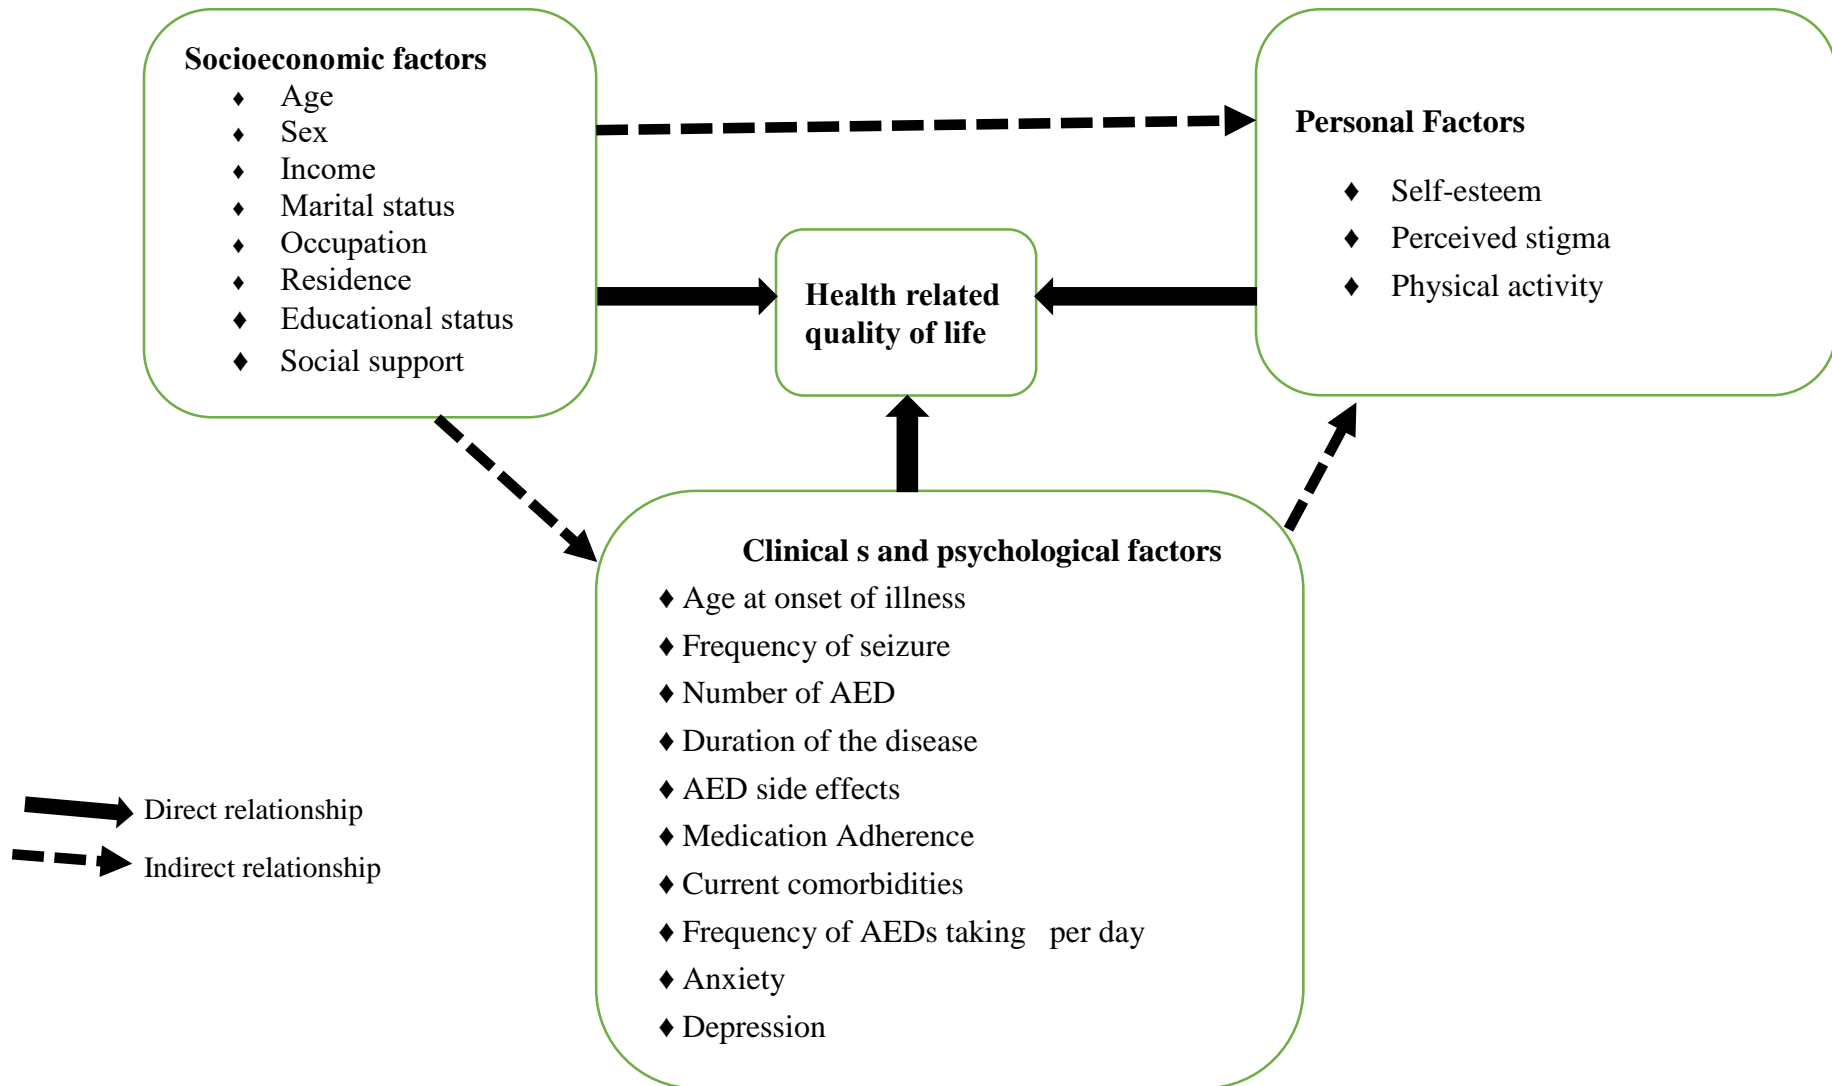 Socioeconomic factors
♦ Age
♦ Sex
♦ Income
♦ Marital status
♦ Occupation
♦ Residence
♦ Educational status
♦ Social support
Personal Factors
♦ Self-esteem
♦ Perceived stigma
♦ Physical activity
Health related
quality of life
Clinical s and psychological factors
♦ Age at onset of illness
♦ Frequency of seizure
♦ Number of AED
♦ Duration of the disease
♦ AED side effects
♦ Medication Adherence
♦ Current comorbidities
♦ Frequency of AEDs taking   per day
♦ Anxiety
♦ Depression
Direct relationship
Indirect relationship